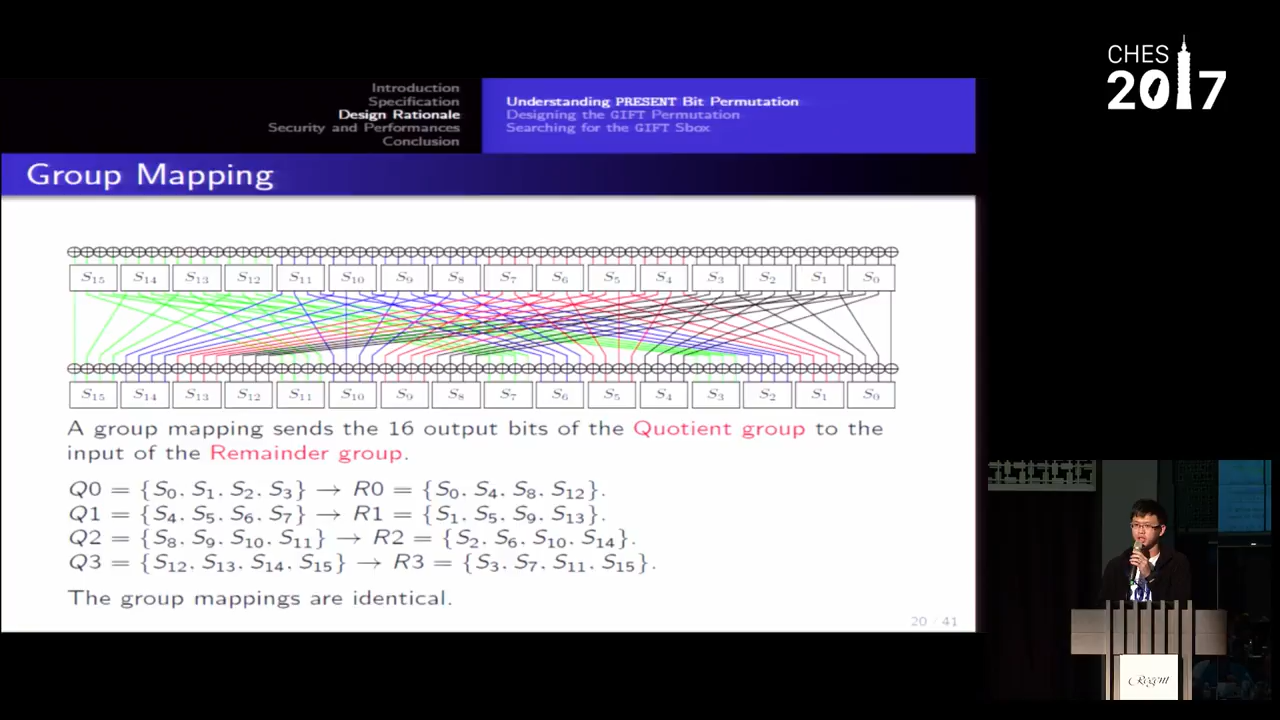 CHES
2017
Introduction
Specification
Design Rationale
Security and Performances
Conclusion
Understanding PRESENT Bit Permutation
Designing the GIFT Permutation
Searching for the GIFT Sbox
Group Mapping
S15 S14 S13 S12 S11 S10 S9 S8 S7 S6 S5 S4 S3 S2 S1 S0
S15 S14 S13 S12 S11 S10 S9 S8 S7 S6 S5 S4 S3 S2 S1 S0
A group mapping sends the 16 output bits of the Quotient group to the
input of the Remainder group.
Q0 = {S0, S1, S2, S3} → R0 = {S0, S4, S8, S12}.
Q1 = {S4, S5, S6, S7} → R1 = {S1, S5, S9, S13}.
Q2 = {S8, S9, S10, S11} → R2 = {S2, S6, S10, S14}.
Q3 = {S12, S13, S14, S15} → R3 = {S3, S7, S11, S15}.
The group mappings are identical.
20 / 41
Regent